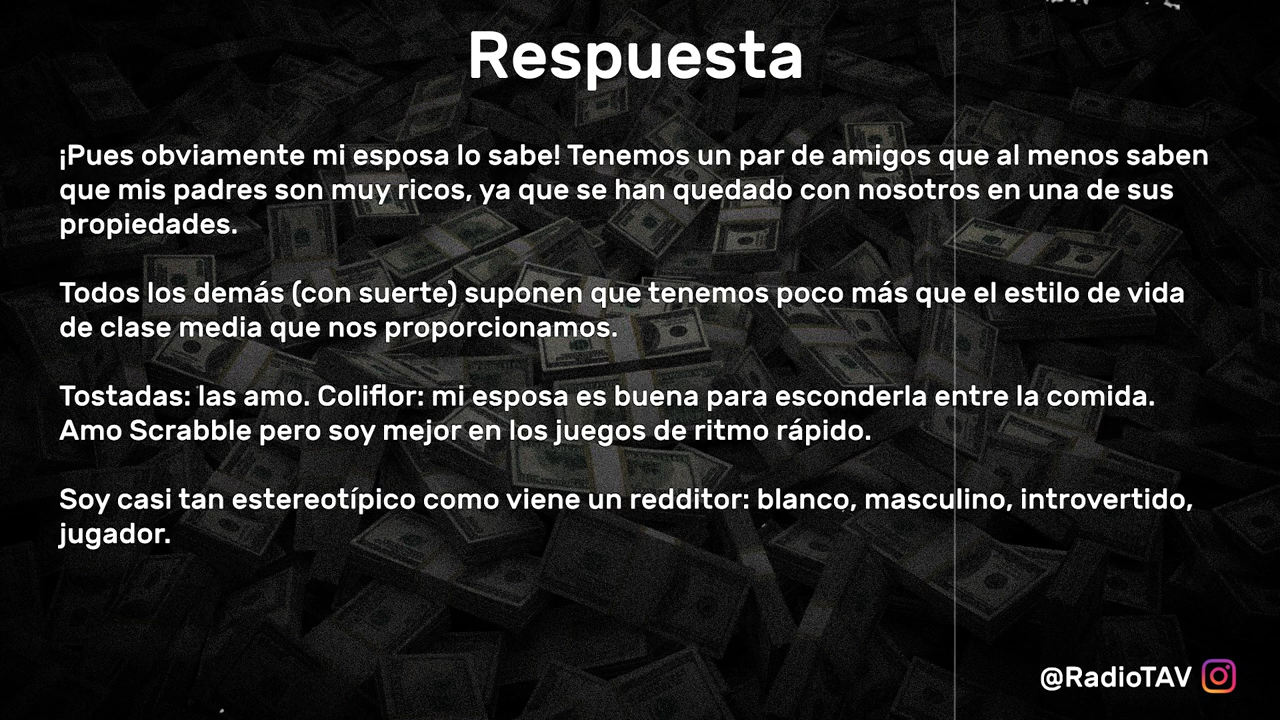 Respuesta
¡Pues obviamente mi esposa lo sabe! Tenemos un par de amigos que al menos saben
que mis padres son muy ricos, ya que se han quedado con nosotros en una de sus
propiedades.
Todos los demás (con suerte) suponen que tenemos poco más que el estilo de vida
de clase media que nos proporcionamos.
Tostadas: las amo. Coliflor: mi esposa es buena para esconderla entre la comida.
Amo Scrabble pero soy mejor en los juegos de ritmo rápido.
Soy casi tan estereotípico como viene un redditor: blanco, masculino, introvertido,
jugador.
@RadioTAV